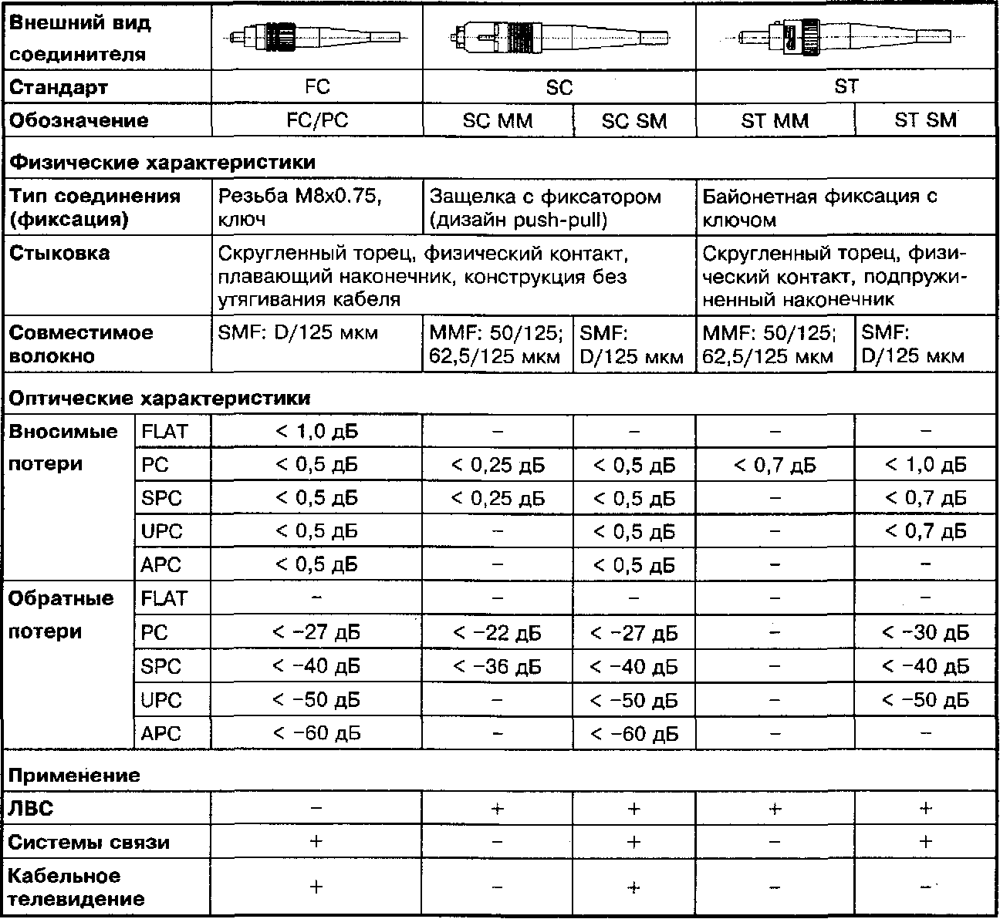 Внешний вид
соединителя
Стандарт FC SC ST
Обозначение FC/PC SC MM SC SM ST MM ST SM
Физические характеристики
Тип соединения (фиксация) Резьба M8x0.75, ключ Защелка с фиксатором (дизайн push-pull) Байонетная фиксация с ключом
Стыковка Скругленный торец, физический контакт, Скругленный торец, физи-
плавающий наконечник, конструкция без ческий контакт, подпружи-
утягивания кабеля ненный наконечник
Совместимое SMF: D/125 мкм MMF: 50/125; SMF: MMF: 50/125; SMF:
волокно 62,5/125 мкм D/125 мкм 62,5/125 мкм D/125 мкм
Оптические характеристики
Вносимые FLAT < 1,0 дБ – – – –
потери PC < 0,5 дБ < 0,25 дБ < 0,5 дБ < 0,7 дБ < 1,0 дБ
SPC < 0,5 дБ < 0,25 дБ < 0,5 дБ – < 0,7 дБ
UPC < 0,5 дБ – < 0,5 дБ – < 0,7 дБ
APC < 0,5 дБ – < 0,5 дБ – –
Обратные FLAT – – – – –
потери PC < –27 дБ < –22 дБ < –27 дБ – < –30 дБ
SPC < –40 дБ < –36 дБ < –40 дБ – < –40 дБ
UPC < –50 дБ – < –50 дБ – < –50 дБ
APC < –60 дБ – < –60 дБ – –
Применение
ЛВС – + + + +
Системы связи + – + – +
Кабельное
телевидение + – + – –